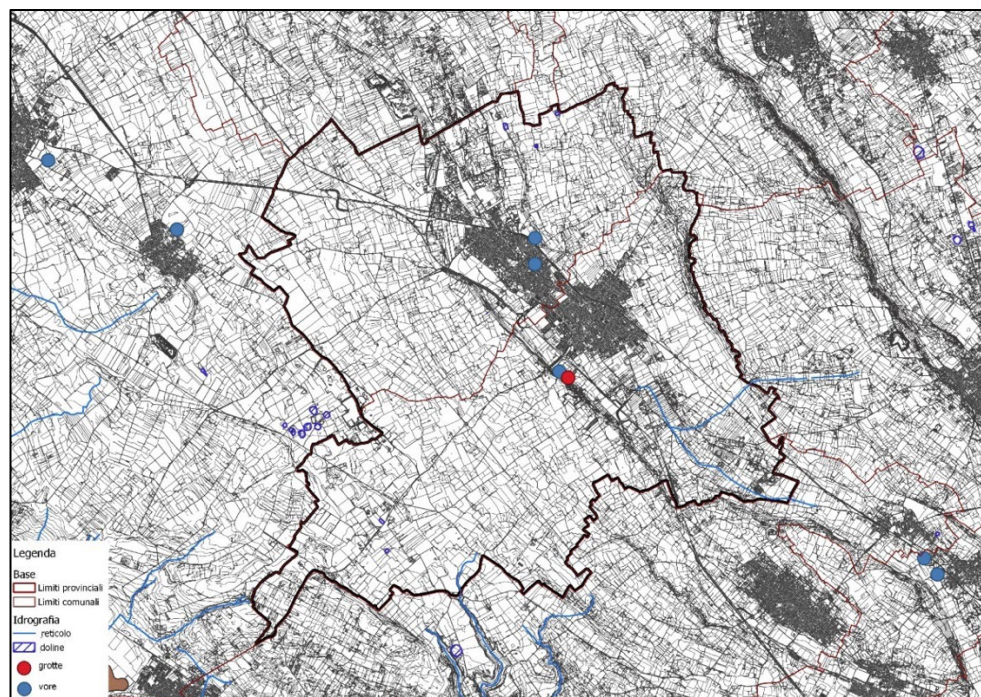 Legenda
Base
Limiti provinciali
Limiti comunali
Idrografia
reticolo
doline
grotte
vore